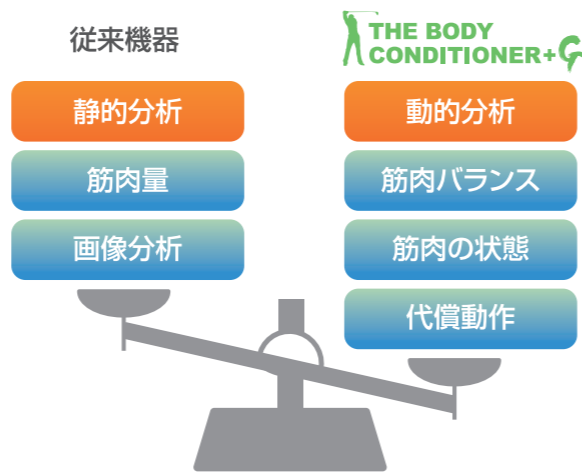 従来機器
静的分析
筋肉量
画像分析
THE BODY
CONDITIONER+G
動的分析
筋肉バランス
筋肉の状態
代償動作